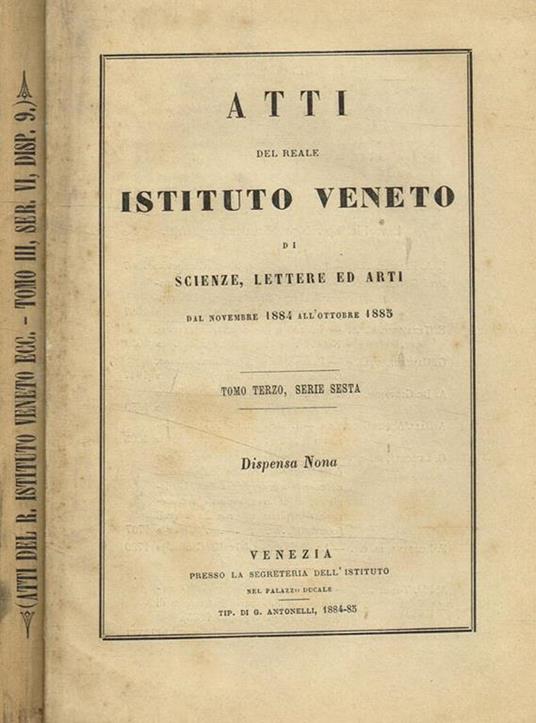 (ATTI DEL R. ISTITUTO VENETO ECC. - TOMO III, SER. VI, DISP. 9.)
ATTI
DEL REALE
ISTITUTO VENETO
DI
SCIENZE, LETTERE ED ARTI
DAL NOVEMBRE 1884 ALL'OTTOBRE 1885
TOMO TERZO, SERIE SESTA
Dispensa Nona
VENEZIA
PRESSO LA SEGRETERIA DELL'ISTITUTO
NEL PALAZZO DUCALE
TIP. DI G. ANTONELLI, 1884-85